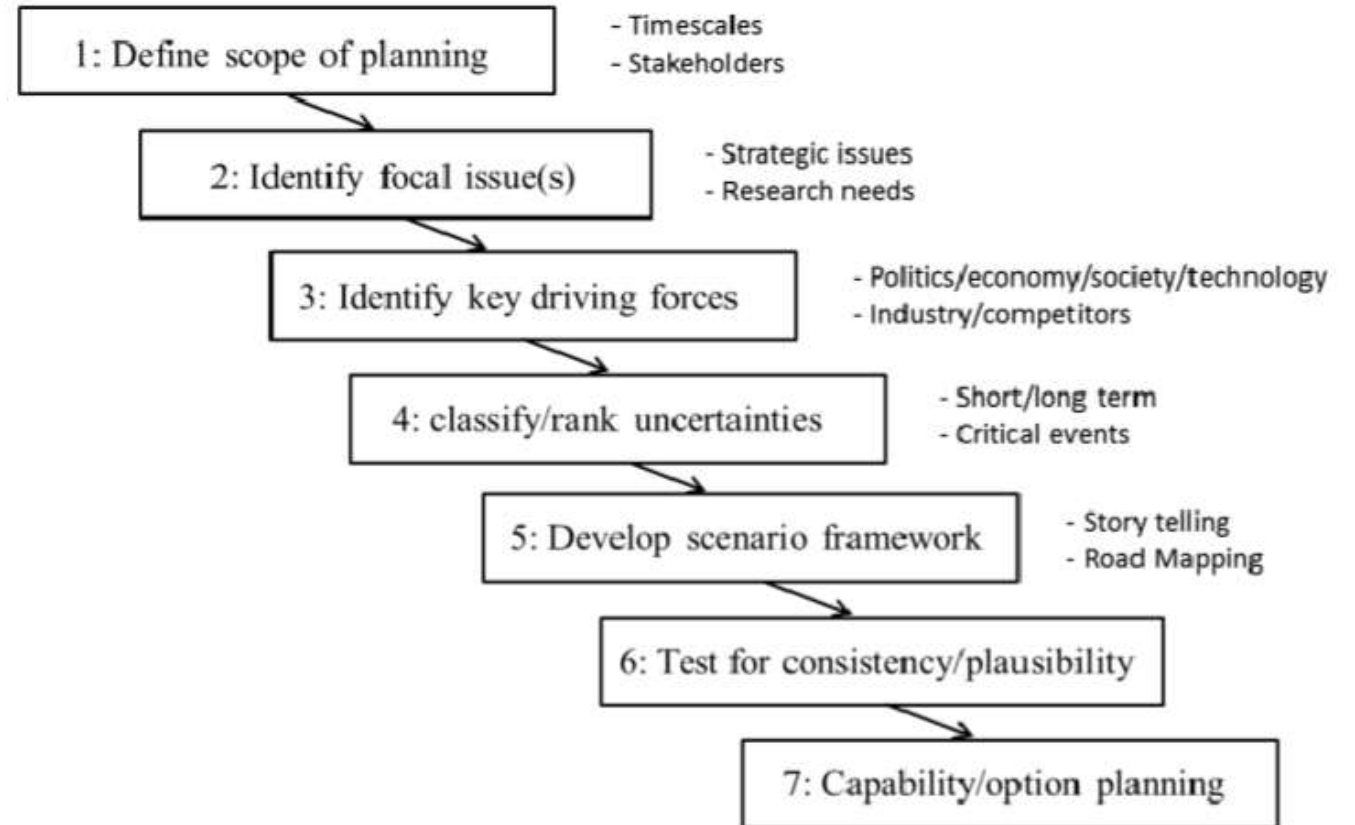 1: Define scope of planning
- Timescales
- Stakeholders
2: Identify focal issue(s)
- Strategic issues
- Research needs
3: Identify key driving forces
- Politics/economy/society/technology
- Industry/competitors
4: classify/rank uncertainties
- Short/long term
- Critical events
5: Develop scenario framework
- Story telling
- Road Mapping
6: Test for consistency/plausibility
7: Capability/option planning